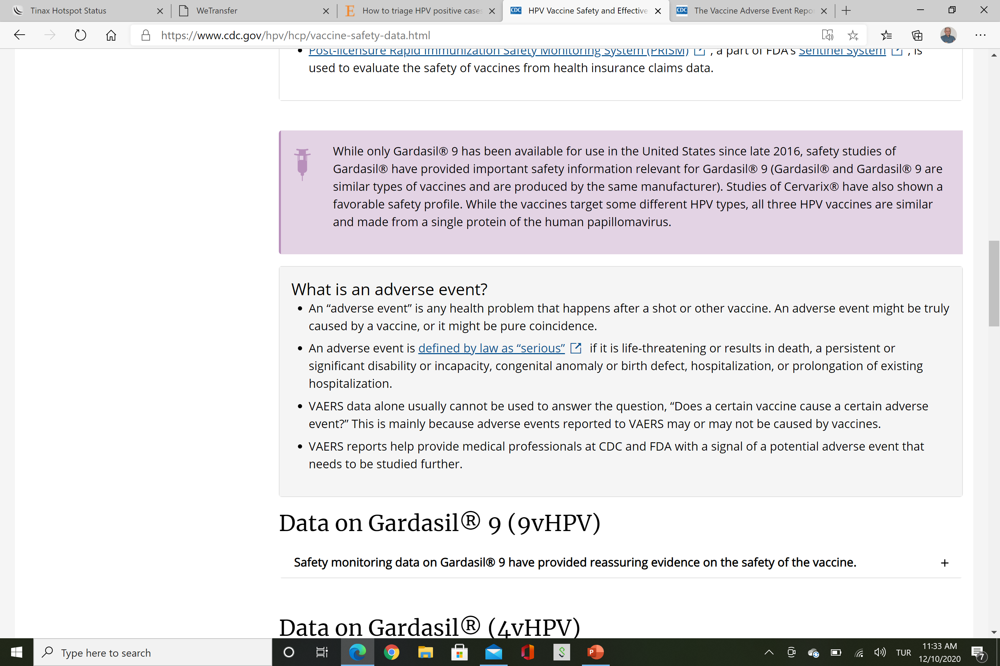 Tinax Hotspot Status
WeTransfer
How to triage HPV positive cases
HPV Vaccine Safety and Effective
The Vaccine Adverse Event Repo
https://www.cdc.gov/hpv/hcp/vaccine-safety-data.html
Post-licensure Rapid Immunization Safety Monitoring System (PRISM) , a part of FDA's Sentinel System , is
used to evaluate the safety of vaccines from health insurance claims data.
While only Gardasil® 9 has been available for use in the United States since late 2016, safety studies of
Gardasil® have provided important safety information relevant for Gardasil® 9 (Gardasil® and Gardasil® 9 are
similar types of vaccines and are produced by the same manufacturer). Studies of Cervarix® have also shown a
favorable safety profile. While the vaccines target some different HPV types, all three HPV vaccines are similar
and made from a single protein of the human papillomavirus.
What is an adverse event?
• An “adverse event” is any health problem that happens after a shot or other vaccine. An adverse event might be truly
caused by a vaccine, or it might be pure coincidence.
• An adverse event is defined by law as “serious” if it is life-threatening or results in death, a persistent or
significant disability or incapacity, congenital anomaly or birth defect, hospitalization, or prolongation of existing
hospitalization.
• VAERS data alone usually cannot be used to answer the question, “Does a certain vaccine cause a certain adverse
event?” This is mainly because adverse events reported to VAERS may or may not be caused by vaccines.
• VAERS reports help provide medical professionals at CDC and FDA with a signal of a potential adverse event that
needs to be studied further.
Data on Gardasil® 9 (9vHPV)
Safety monitoring data on Gardasil® 9 have provided reassuring evidence on the safety of the vaccine. +
Data on Gardasil® (4vHPV)
Type here to search
TUR
11:33 AM
12/10/2020
7